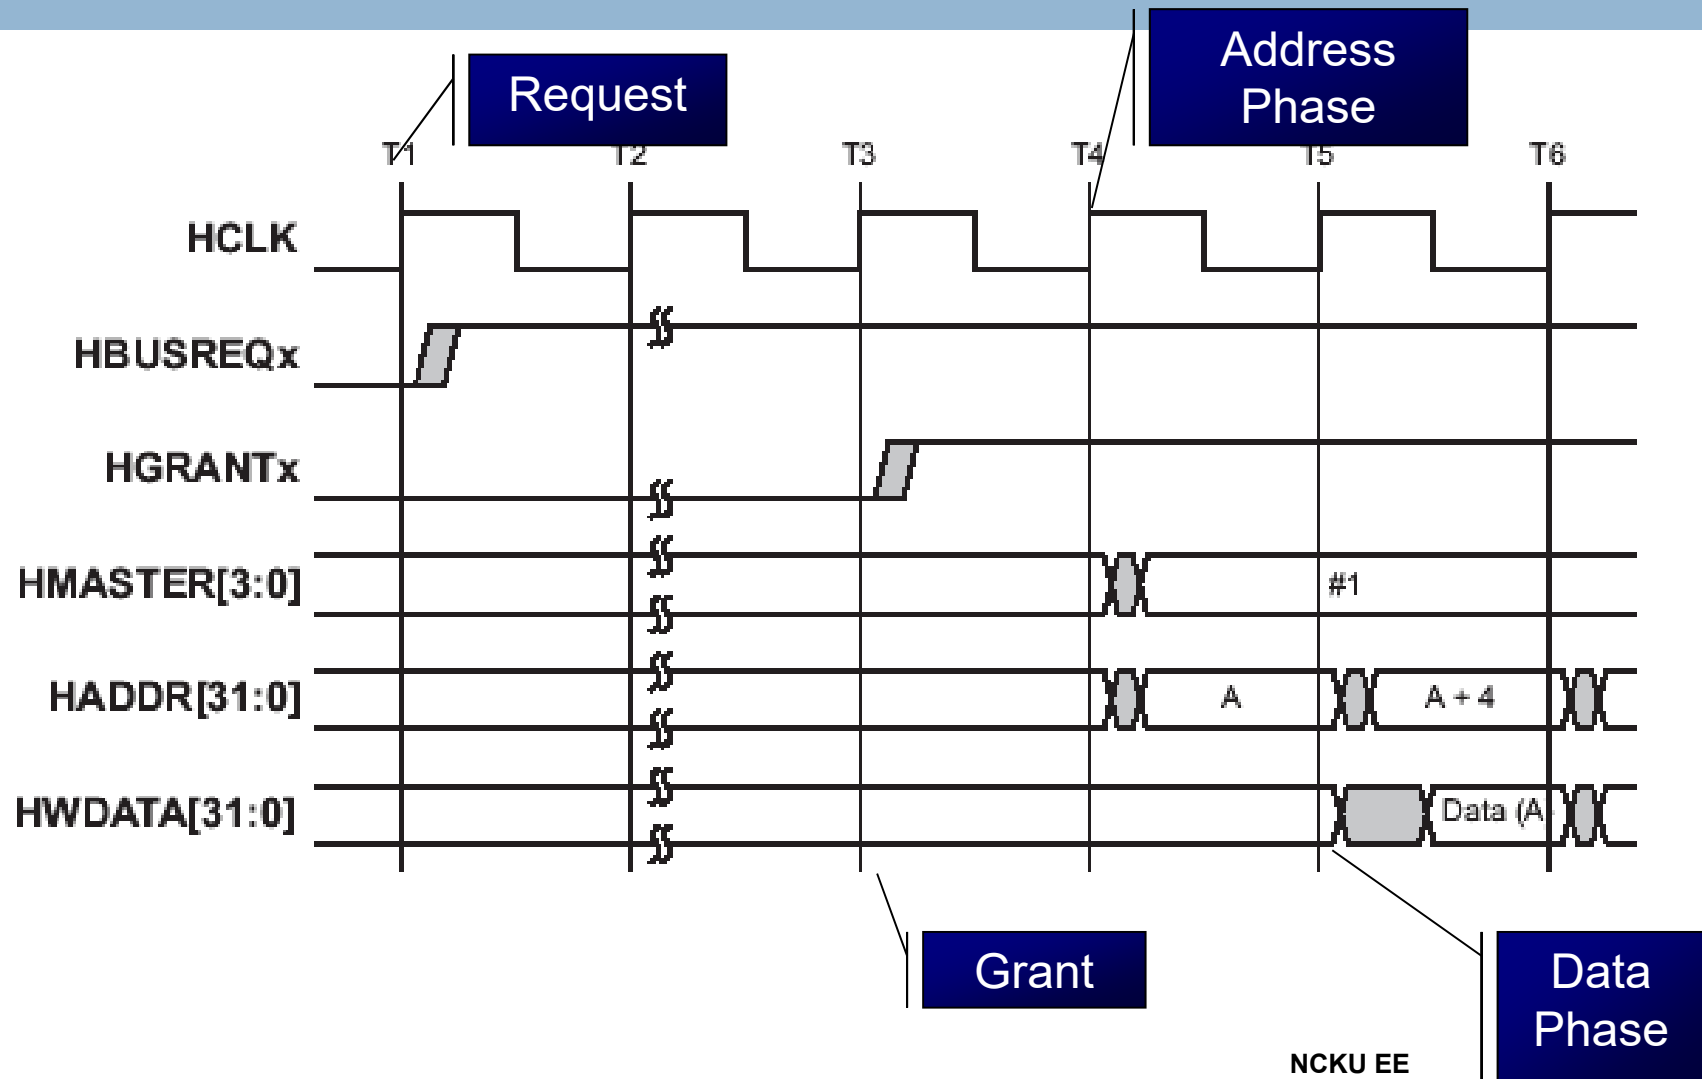 Request
Address
Phase
T1 T2 T3 T4 T5 T6
HCLK
HBUSREQx
HGRANTx
HMASTER[3:0] #1
HADDR[31:0] A A + 4
HWDATA[31:0] Data (A)
Grant
Data
Phase
NCKU EE